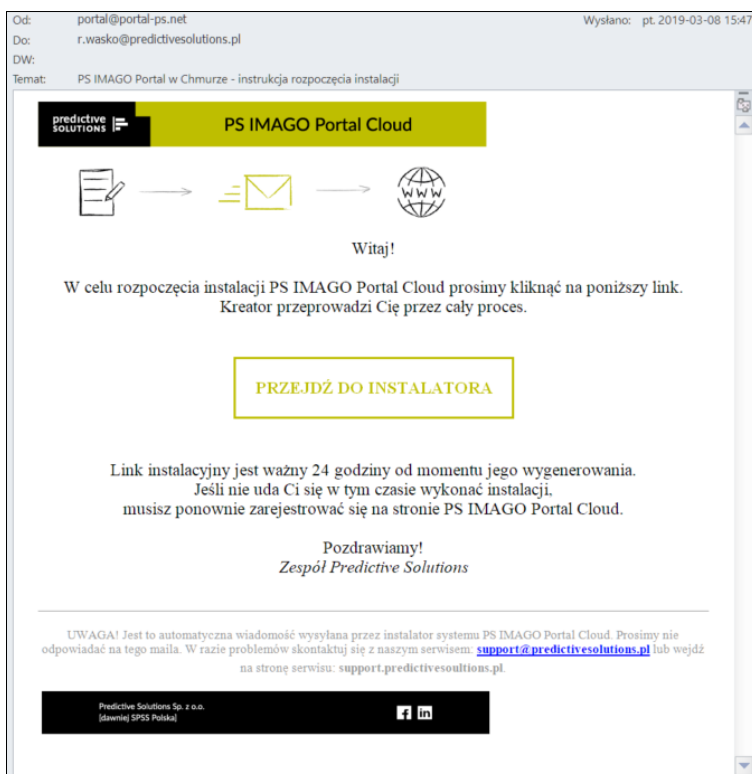 Od: portal@portal-ps.net Wysłano: pt. 2019-03-08 15:47
Do: r.wasko@predictivesolutions.pl
DW:
Temat: PS IMAGO Portal w Chmurze - instrukcja rozpoczęcia instalacji
predictive
SOLUTIONS
PS IMAGO Portal Cloud
WWW
Witaj!
W celu rozpoczęcia instalacji PS IMAGO Portal Cloud prosimy kliknąć na poniższy link.
Kreator przeprowadzi Cię przez cały proces.
PRZEJDŹ DO INSTALATORA
Link instalacyjny jest ważny 24 godziny od momentu jego wygenerowania.
Jeśli nie uda Ci się w tym czasie wykonać instalacji,
musisz ponownie zarejestrować się na stronie PS IMAGO Portal Cloud.
Pozdrawiamy!
Zespół Predictive Solutions
UWAGA! Jest to automatyczna wiadomość wysyłana przez instalator systemu PS IMAGO Portal Cloud. Prosimy nie
odpowiadać na tego maila. W razie problemów skontaktuj się z naszym serwisem: support@predictivesolutions.pl lub wejdź
na stronę serwisu: support.predictivesoultions.pl.
Predictive Solutions Sp. z o.o.
[dawniej SPSS Polska]
f in